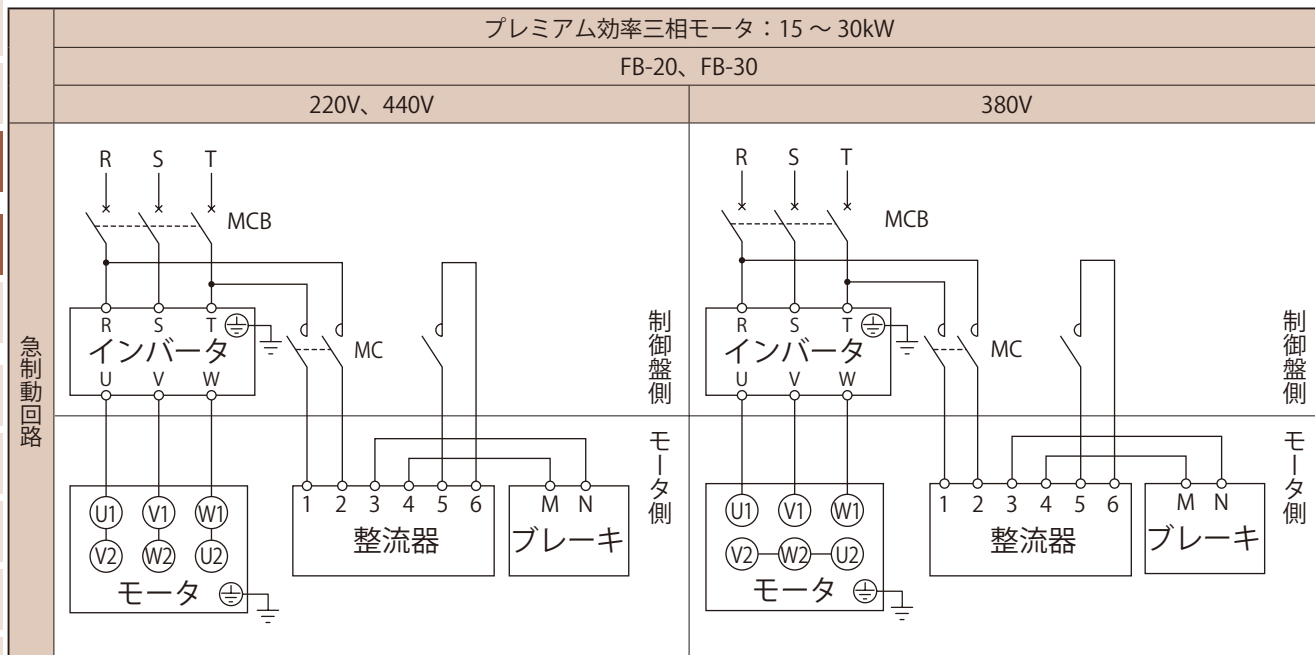 プレミアム効率三相モータ：15 ～ 30kW
FB-20、FB-30
220V、440V
380V
急制動回路
R S T
MCB
R S T
インバータ
U V W
MC
制御盤側
モータ側
U1 V1 W1
V2 W2 U2
モータ
1 2 3 4 5 6
整流器
M N
ブレーキ
R S T
MCB
R S T
インバータ
U V W
MC
制御盤側
モータ側
U1 V1 W1
V2 W2 U2
モータ
1 2 3 4 5 6
整流器
M N
ブレーキ